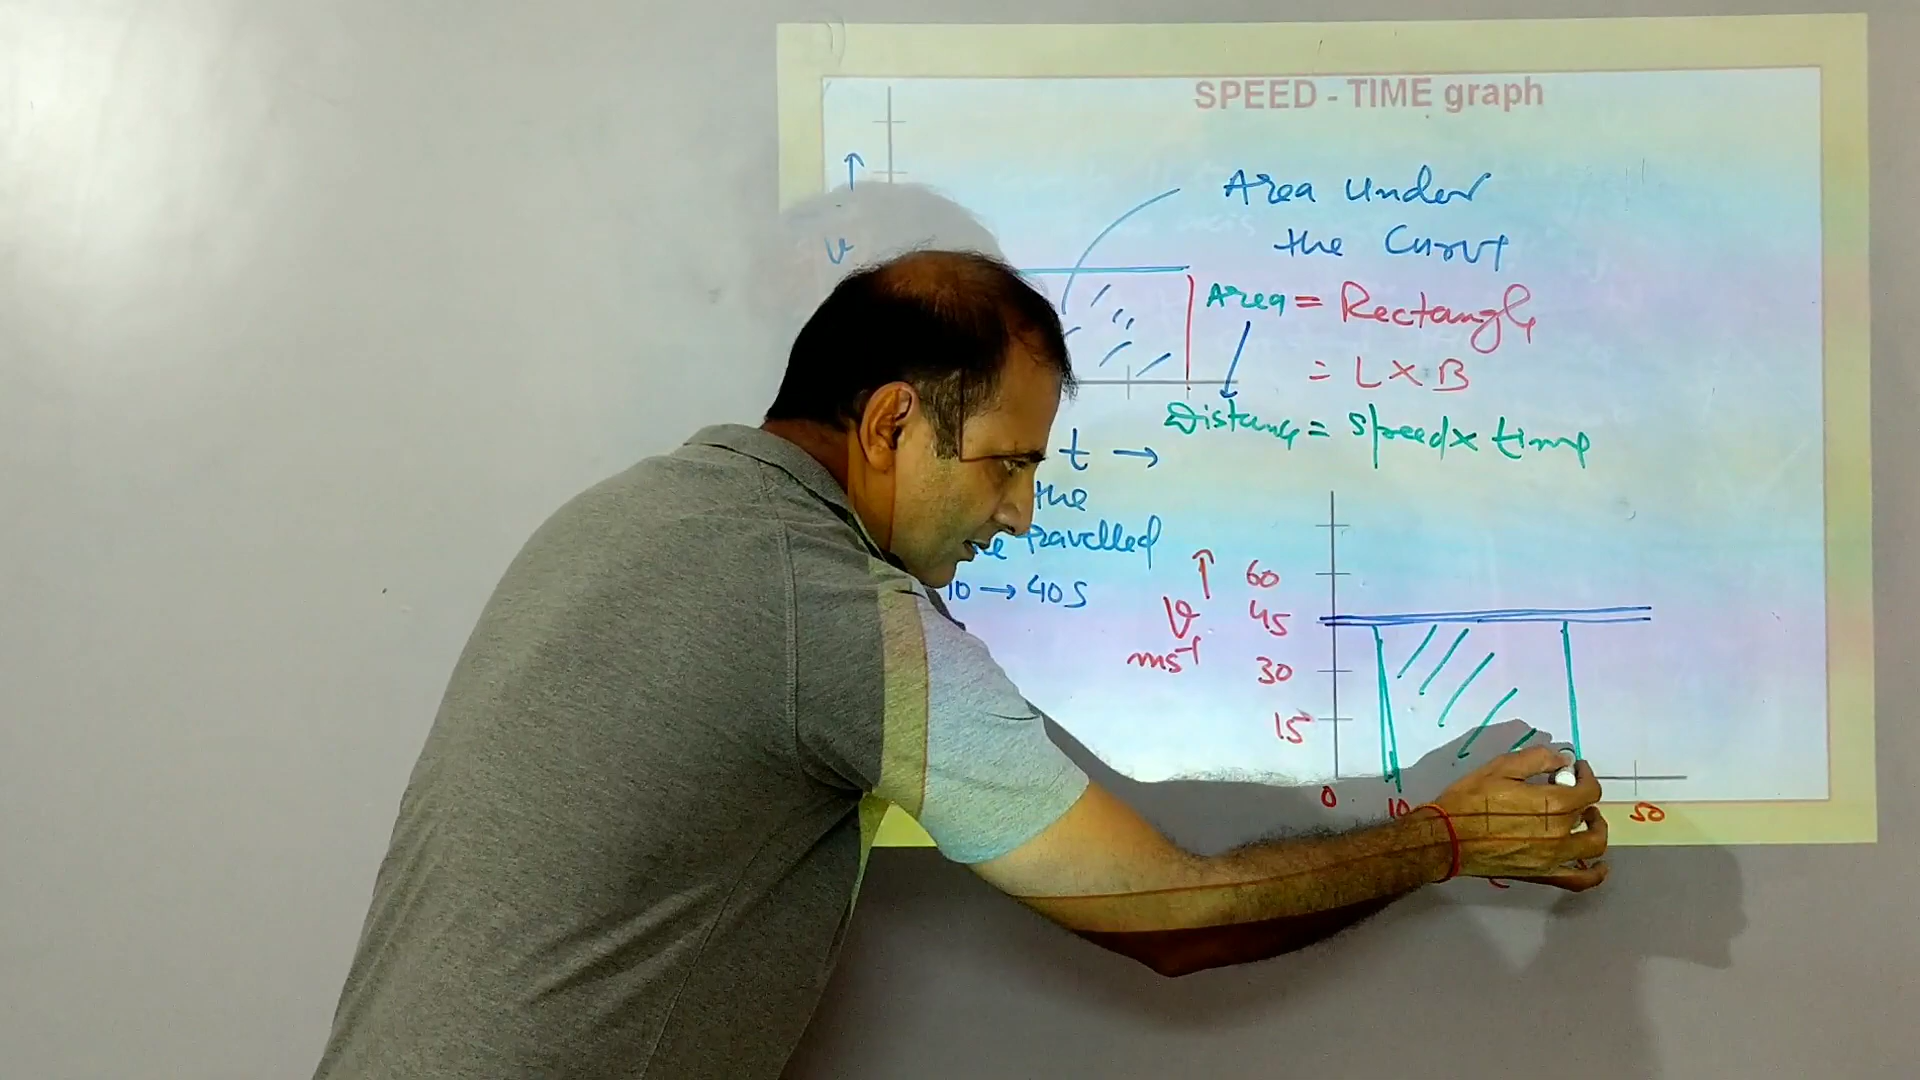 SPEED - TIME graph
Area under
the Curve
v
Area = Rectangle
= L X B
Distance = Speed x time
t →
the
travelled
10 → 40 S
v
ms⁻¹
60
45
30
15
0
10
50